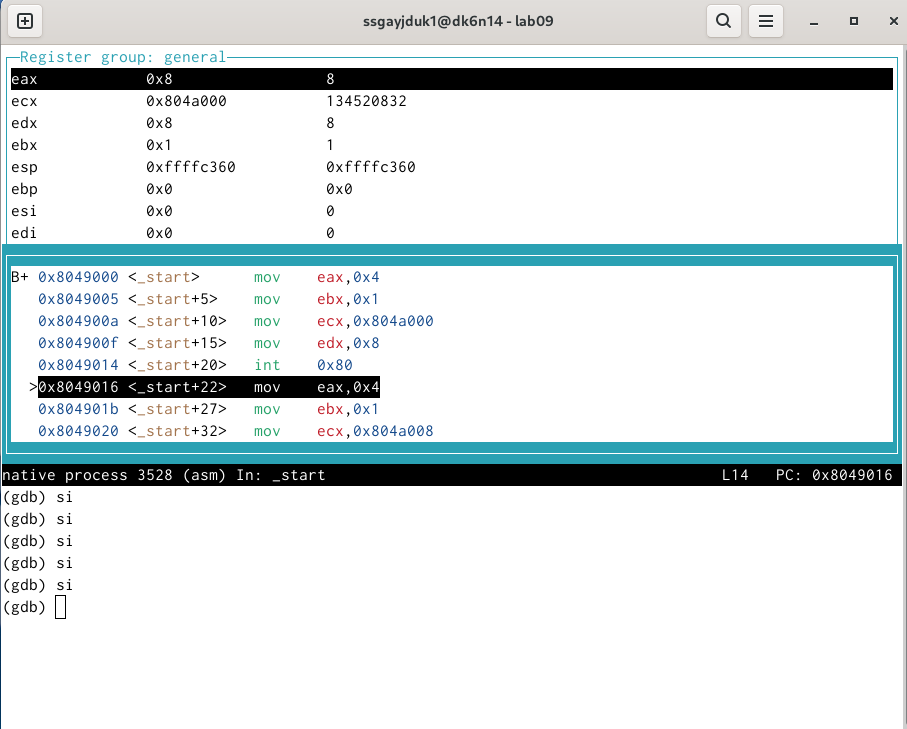 ssgayjduk1@dk6n14 - lab09
Register group: general
eax 0x8 8
ecx 0x804a000 134520832
edx 0x8 8
ebx 0x1 1
esp 0xffffc360 0xffffc360
ebp 0x0 0x0
esi 0x0 0
edi 0x0 0
B+ 0x8049000 <_start> mov eax,0x4
0x8049005 <_start+5> mov ebx,0x1
0x804900a <_start+10> mov ecx,0x804a000
0x804900f <_start+15> mov edx,0x8
0x8049014 <_start+20> int 0x80
>0x8049016 <_start+22> mov eax,0x4
0x804901b <_start+27> mov ebx,0x1
0x8049020 <_start+32> mov ecx,0x804a008
native process 3528 (asm) In: _start L14 PC: 0x8049016
(gdb) si
(gdb) si
(gdb) si
(gdb) si
(gdb) si
(gdb)